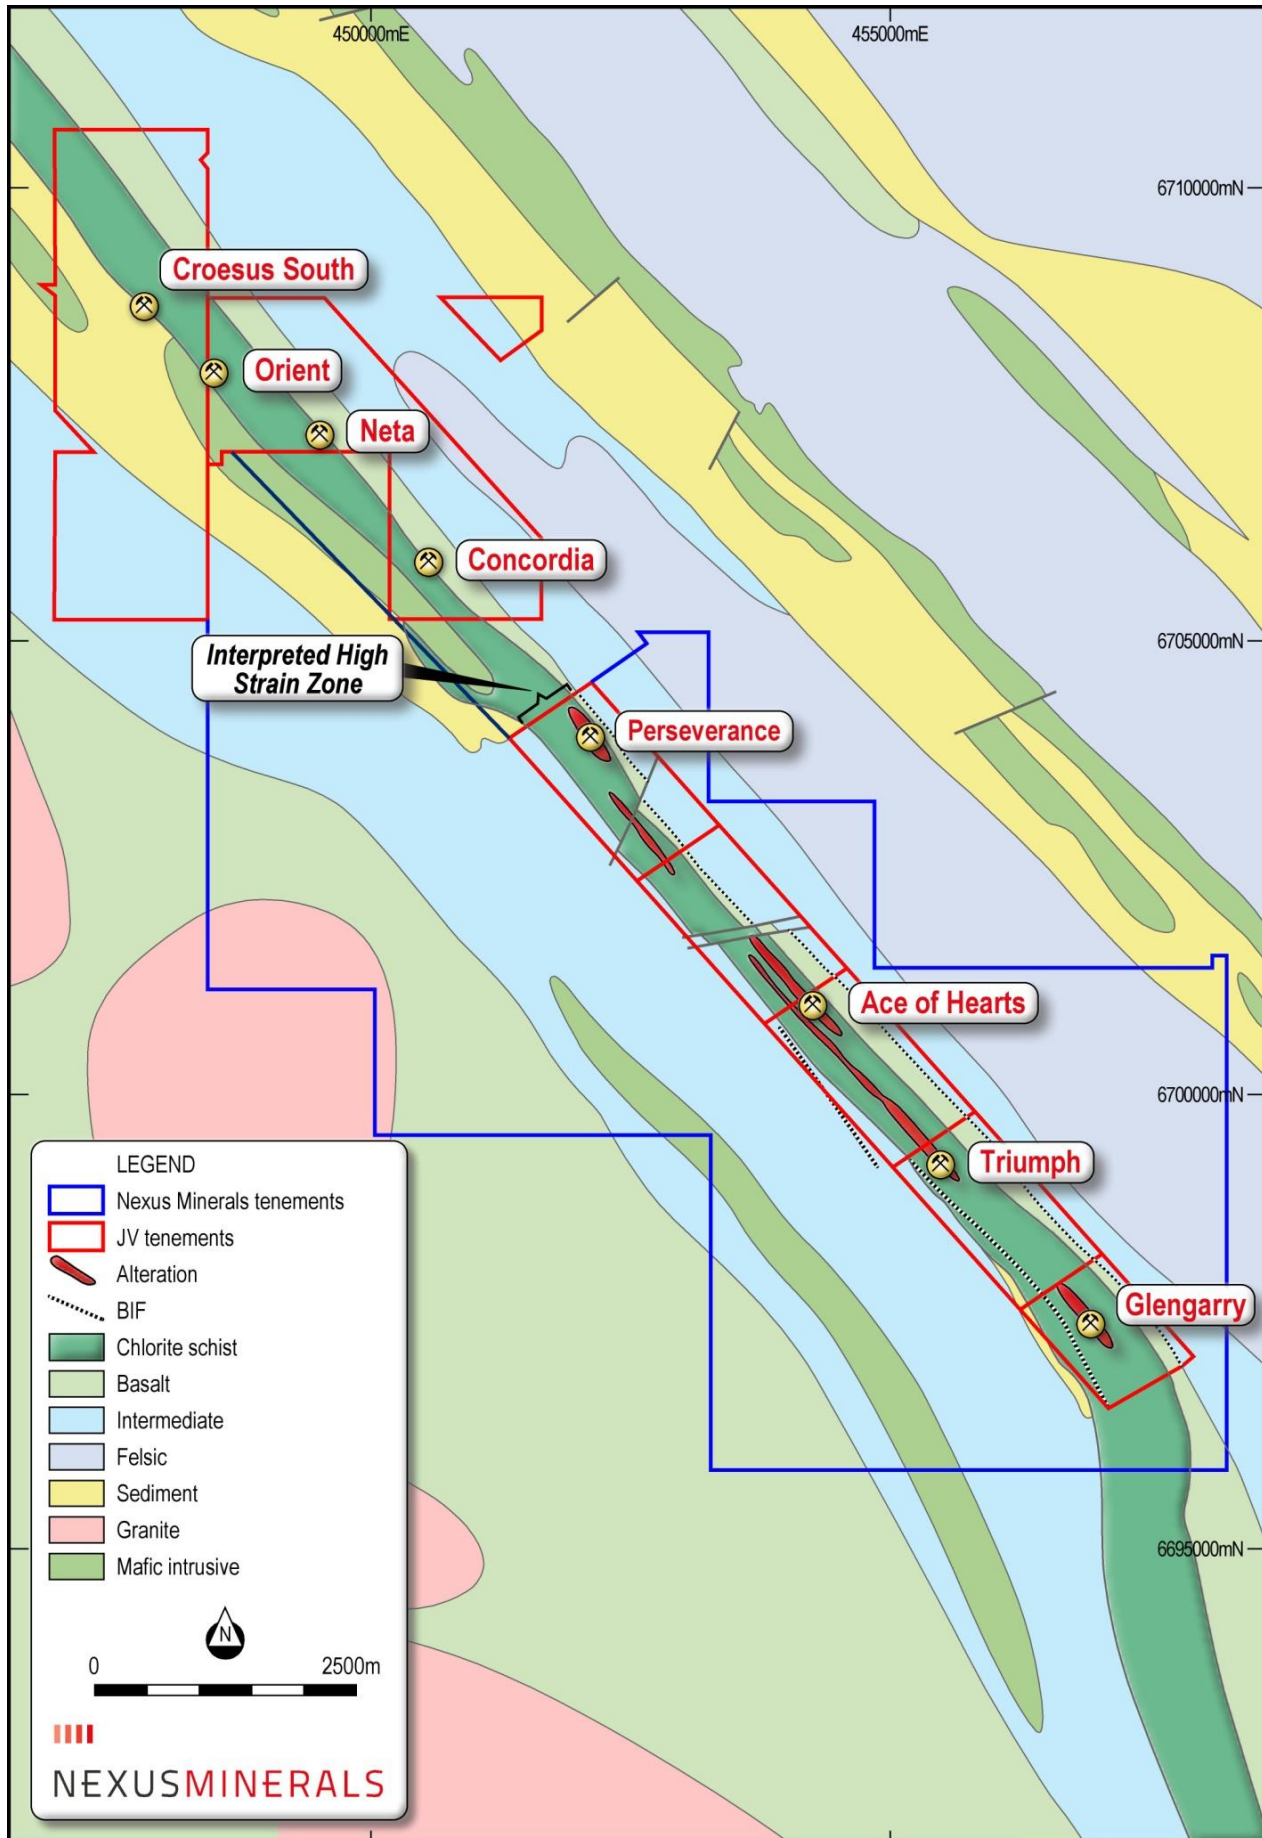 450000mE
455000mE
6710000mN
Croesus South
Orient
Neta
Concordia
6705000mN
Interpreted High
Strain Zone
Perseverance
Ace of Hearts
6700000mN
Triumph
Glengarry
6695000mN
LEGEND
Nexus Minerals tenements
JV tenements
Alteration
BIF
Chlorite schist
Basalt
Intermediate
Felsic
Sediment
Granite
Mafic intrusive
N
0 2500m
NEXUSMINERALS